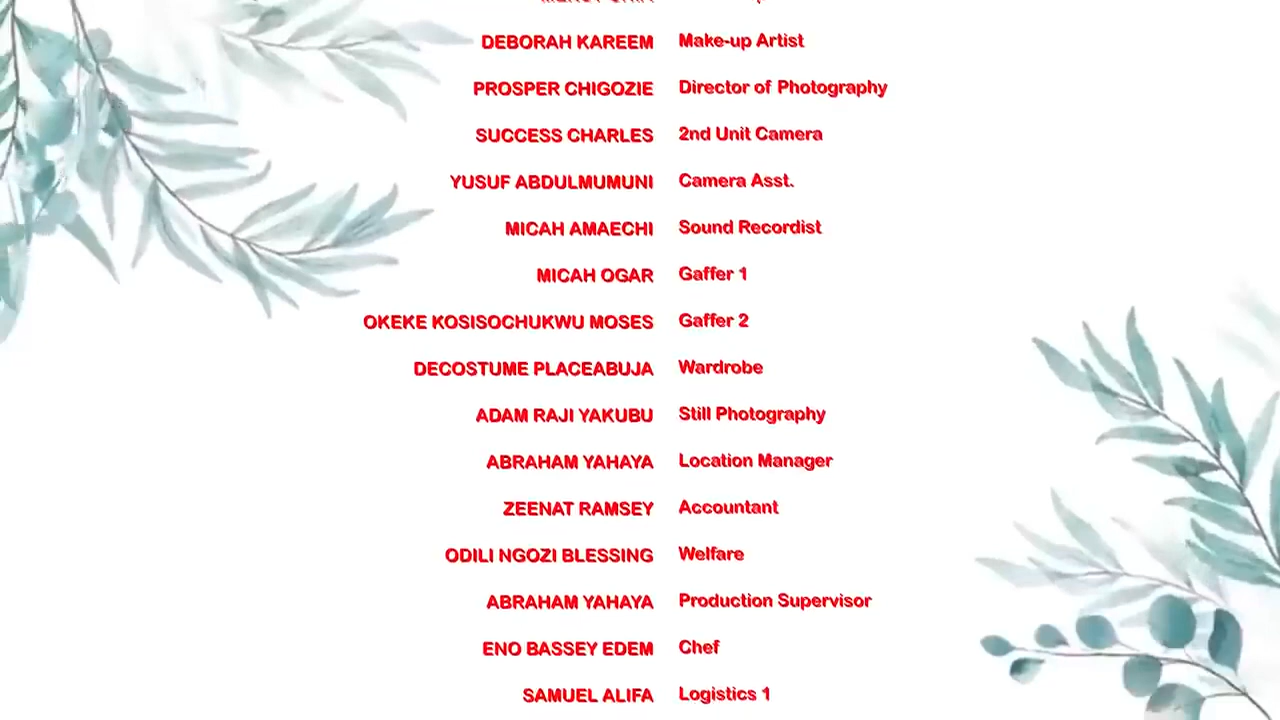 DEBORAH KAREEM Make-up Artist
PROSPER CHIGOZIE Director of Photography
SUCCESS CHARLES 2nd Unit Camera
YUSUF ABDULMUMUNI Camera Asst.
MICAH AMAECHI Sound Recordist
MICAH OGAR Gaffer 1
OKEKE KOSISOCHUKWU MOSES Gaffer 2
DECOSTUME PLACEABUJA Wardrobe
ADAM RAJI YAKUBU Still Photography
ABRAHAM YAHAYA Location Manager
ZEENAT RAMSEY Accountant
ODILI NGOZI BLESSING Welfare
ABRAHAM YAHAYA Production Supervisor
ENO BASSEY EDEM Chef
SAMUEL ALIFA Logistics 1